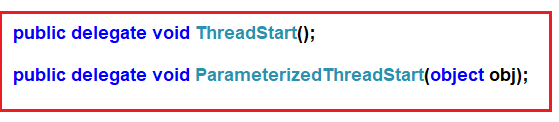 public delegate void ThreadStart();
public delegate void ParameterizedThreadStart(object obj);